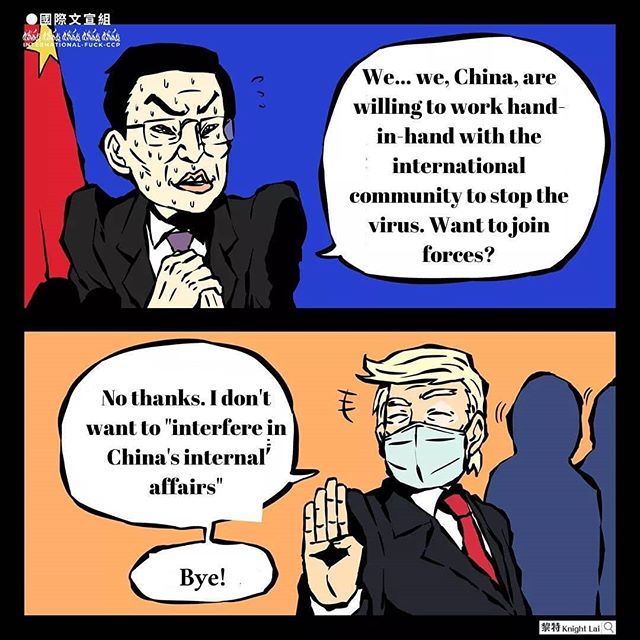 ●國際文宣組
INTERNATIONAL-FUCK-CCP
We... we, China, are
willing to work hand-
in-hand with the
international
community to stop the
virus. Want to join
forces?
No thanks. I don't
want to "interfere in
China's internal
affairs"
Bye!
黎特 Knight Lai